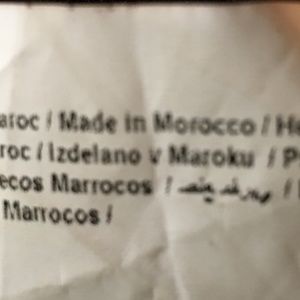 aroc / Made in Morocco / H
roc / Izdelano v Maroku / P
ecos Marrocos /
Marrocos /